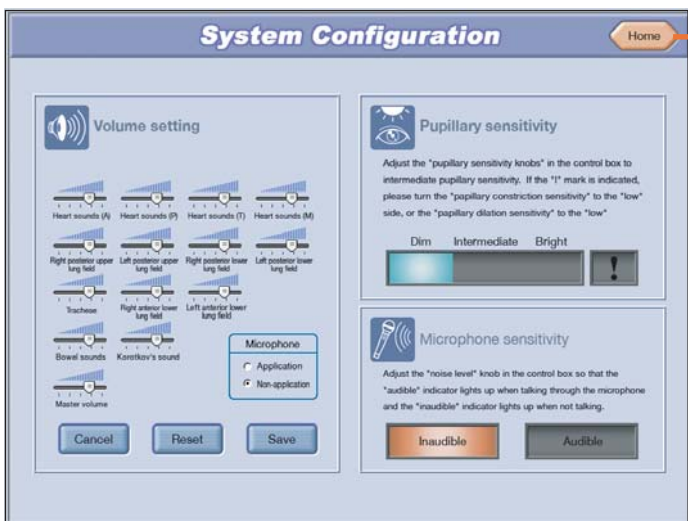 System Configuration
Home
Volume setting
Heart sounds (A) Heart sounds (P) Heart sounds (T) Heart sounds (M)
Right posterior upper lung field Left posterior upper lung field Right posterior lower lung field Left posterior lower lung field
Tracheae Right anterior lower lung field Left anterior lower lung field
Bowel sounds Korotkov's sound
Master volume
Microphone
Application
Non-application
Cancel Reset Save
Pupillary sensitivity
Adjust the "pupillary sensitivity knobs" in the control box to
intermediate pupillary sensitivity. If the "!" mark is indicated,
please turn the "papillary constriction sensitivity" to the "low"
side, or the "papillary dilation sensitivity" to the "low"
Dim Intermediate Bright
!
Microphone sensitivity
Adjust the "noise level" knob in the control box so that the
"audible" indicator lights up when talking through the microphone
and the "inaudible" indicator lights up when not talking.
Inaudible Audible